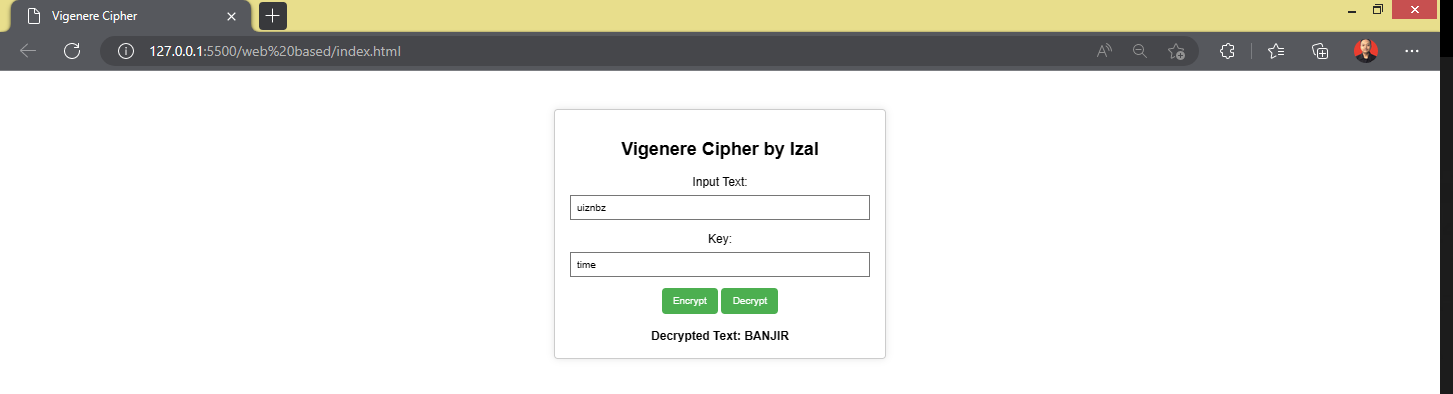 Vigenere Cipher
127.0.0.1:5500/web%20based/index.html
Vigenere Cipher by Izal
Input Text:
uiznbz
Key:
time
Encrypt Decrypt
Decrypted Text: BANJIR